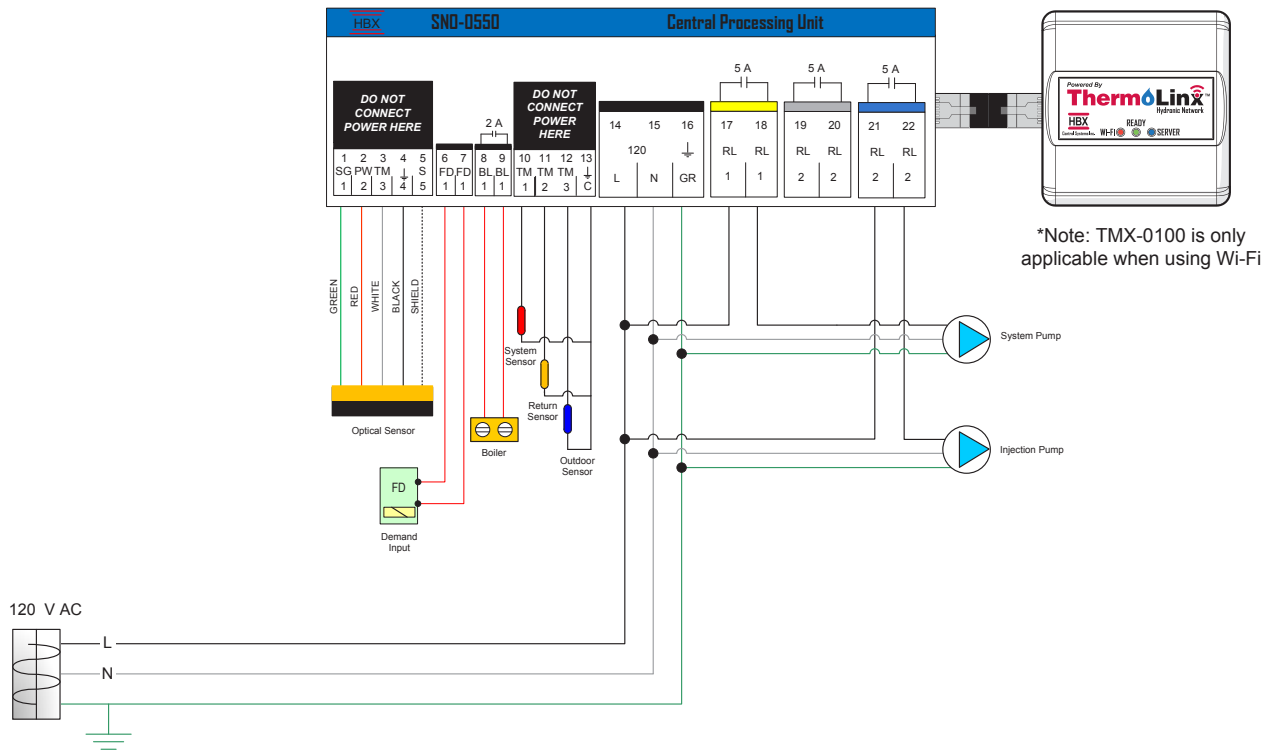 HBX SNO-0550 Central Processing Unit
DO NOT
CONNECT
POWER HERE
DO NOT
CONNECT
POWER
HERE
2 A
5 A 5 A 5 A
1 2 3 4 5 6 7 8 9 10 11 12 13 14 15 16 17 18 19 20 21 22
SG PW TM S FD FD BL BL TM TM TM 120 RL RL RL RL RL RL
1 2 3 4 5 1 1 1 1 1 2 3 C L N GR 1 1 2 2 2 2
Powered By
ThermoLinx™
Hydronic Network
HBX
Control Systems Inc.
READY
WI-FI SERVER
*Note: TMX-0100 is only
applicable when using Wi-Fi
GREEN
RED
WHITE
BLACK
SHIELD
System
Sensor
Return
Sensor
Outdoor
Sensor
Optical Sensor
Boiler
FD
Demand
Input
System Pump
Injection Pump
120 V AC
L
N